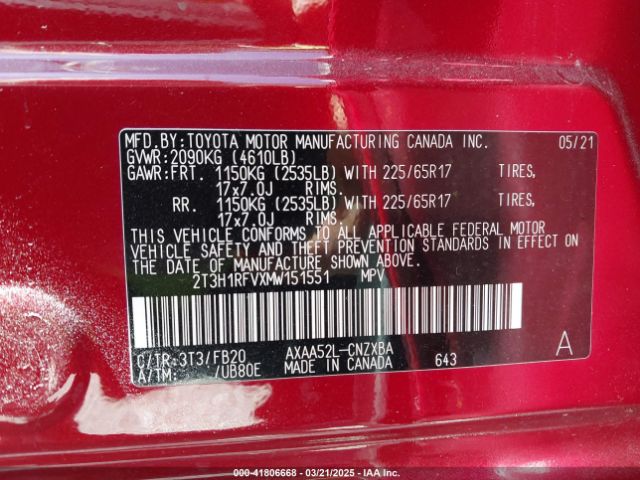 MFD.BY:TOYOTA MOTOR MANUFACTURING CANADA INC. 05/21
GVWR:2090KG (4610LB)
GAWR:FRT. 1150KG (2535LB) WITH 225/65R17 TIRES,
17x7.0J RIMS.
RR. 1150KG (2535LB) WITH 225/65R17 TIRES,
17x7.0J RIMS.
THIS VEHICLE CONFORMS TO ALL APPLICABLE FEDERAL MOTOR
VEHICLE SAFETY AND THEFT PREVENTION STANDARDS IN EFFECT ON
THE DATE OF MANUFACTURE SHOWN ABOVE.
2T3H1RFVXMW151551 MPV
C/TR:3T3/FB20 AXAA52L-CNZXBA A
A/TM: /UB80E MADE IN CANADA 643
000-41806668 - 03/21/2025 - IAA Inc.